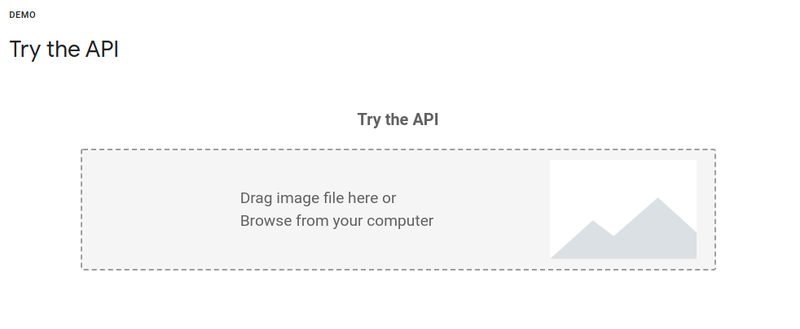 DEMO
Try the API
Try the API
Drag image file here or
Browse from your computer